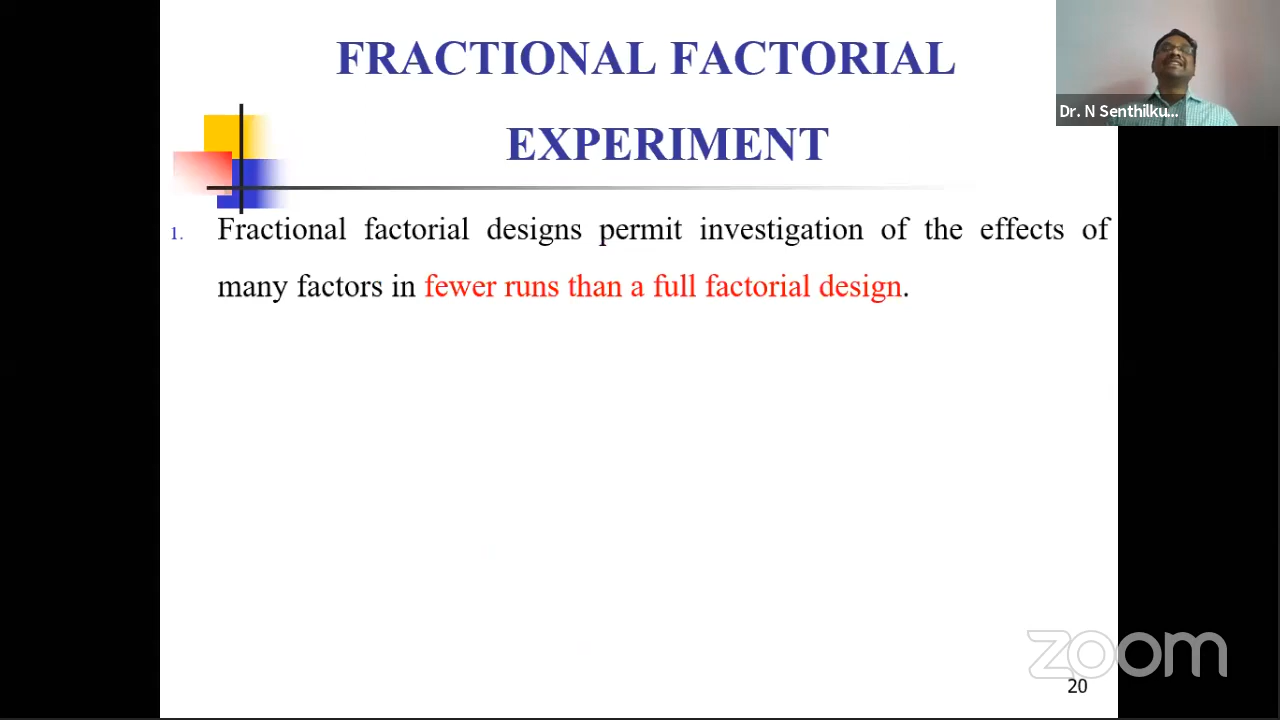 FRACTIONAL FACTORIAL
EXPERIMENT
Dr. N Senthilku...
1. Fractional factorial designs permit investigation of the effects of
many factors in fewer runs than a full factorial design.
zoom
20